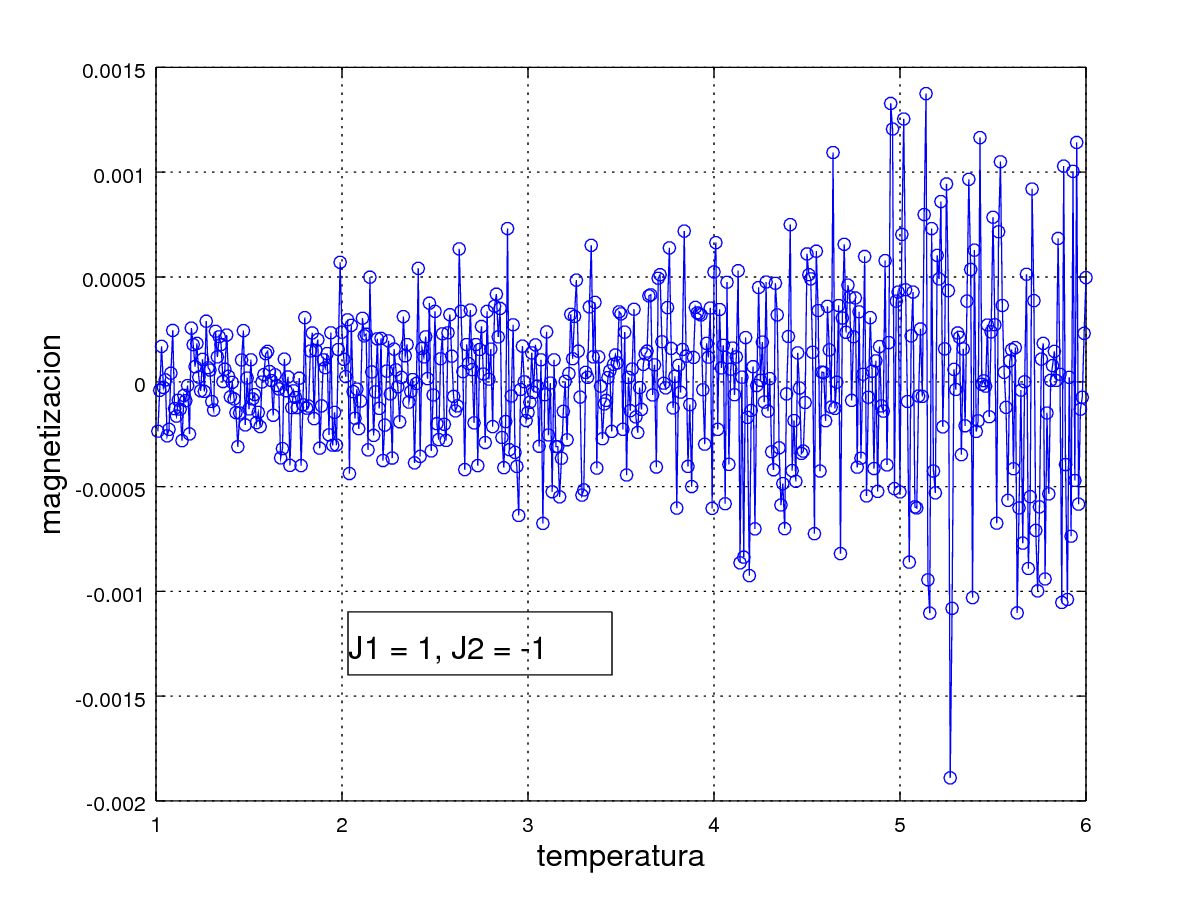 0.0015
0.001
0.0005
0
-0.0005
-0.001
-0.0015
-0.002
magnetizacion
J1 = 1, J2 = -1
1 2 3 4 5 6
temperatura